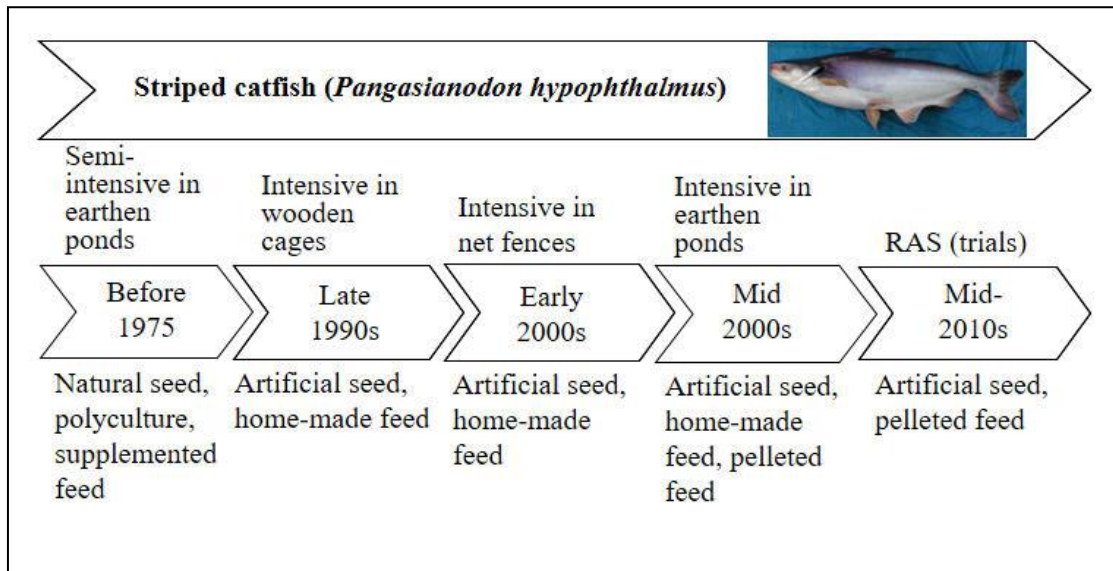 Striped catfish (Pangasianodon hypophthalmus)
Semi-
intensive in
earthen
ponds
Intensive in
wooden
cages
Intensive in
net fences
Intensive in
earthen
ponds
RAS (trials)
Before
1975
Late
1990s
Early
2000s
Mid
2000s
Mid-
2010s
Natural seed,
polyculture,
supplemented
feed
Artificial seed,
home-made feed
Artificial seed,
home-made
feed
Artificial seed,
home-made
feed, pelleted
feed
Artificial seed,
pelleted feed